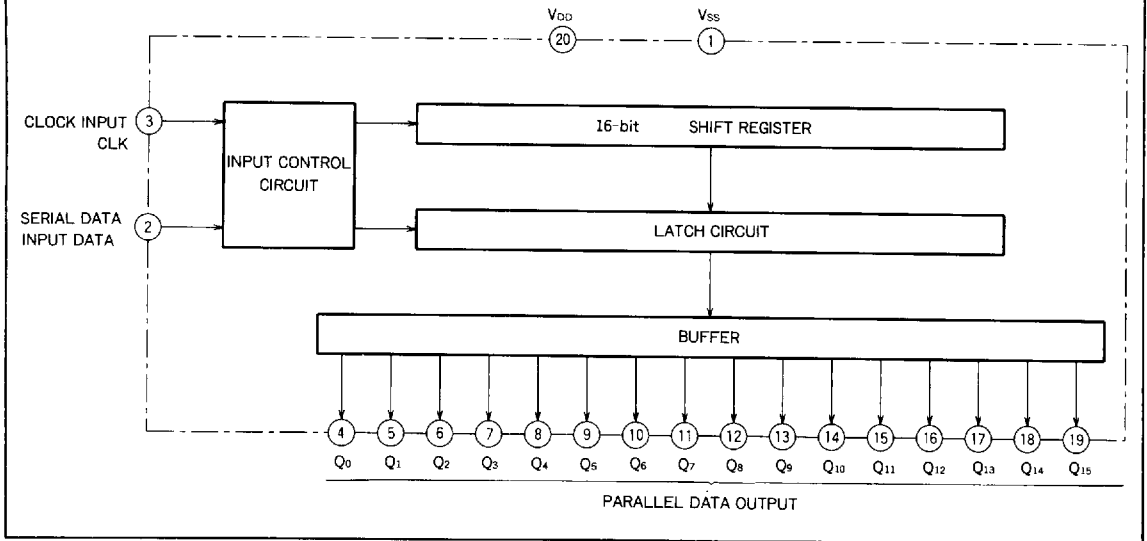 VDD VSS
20 1
CLOCK INPUT
CLK
3
16-bit SHIFT REGISTER
INPUT CONTROL
CIRCUIT
SERIAL DATA
INPUT DATA
2
LATCH CIRCUIT
BUFFER
4 5 6 7 8 9 10 11 12 13 14 15 16 17 18 19
Q0 Q1 Q2 Q3 Q4 Q5 Q6 Q7 Q8 Q9 Q10 Q11 Q12 Q13 Q14 Q15
PARALLEL DATA OUTPUT